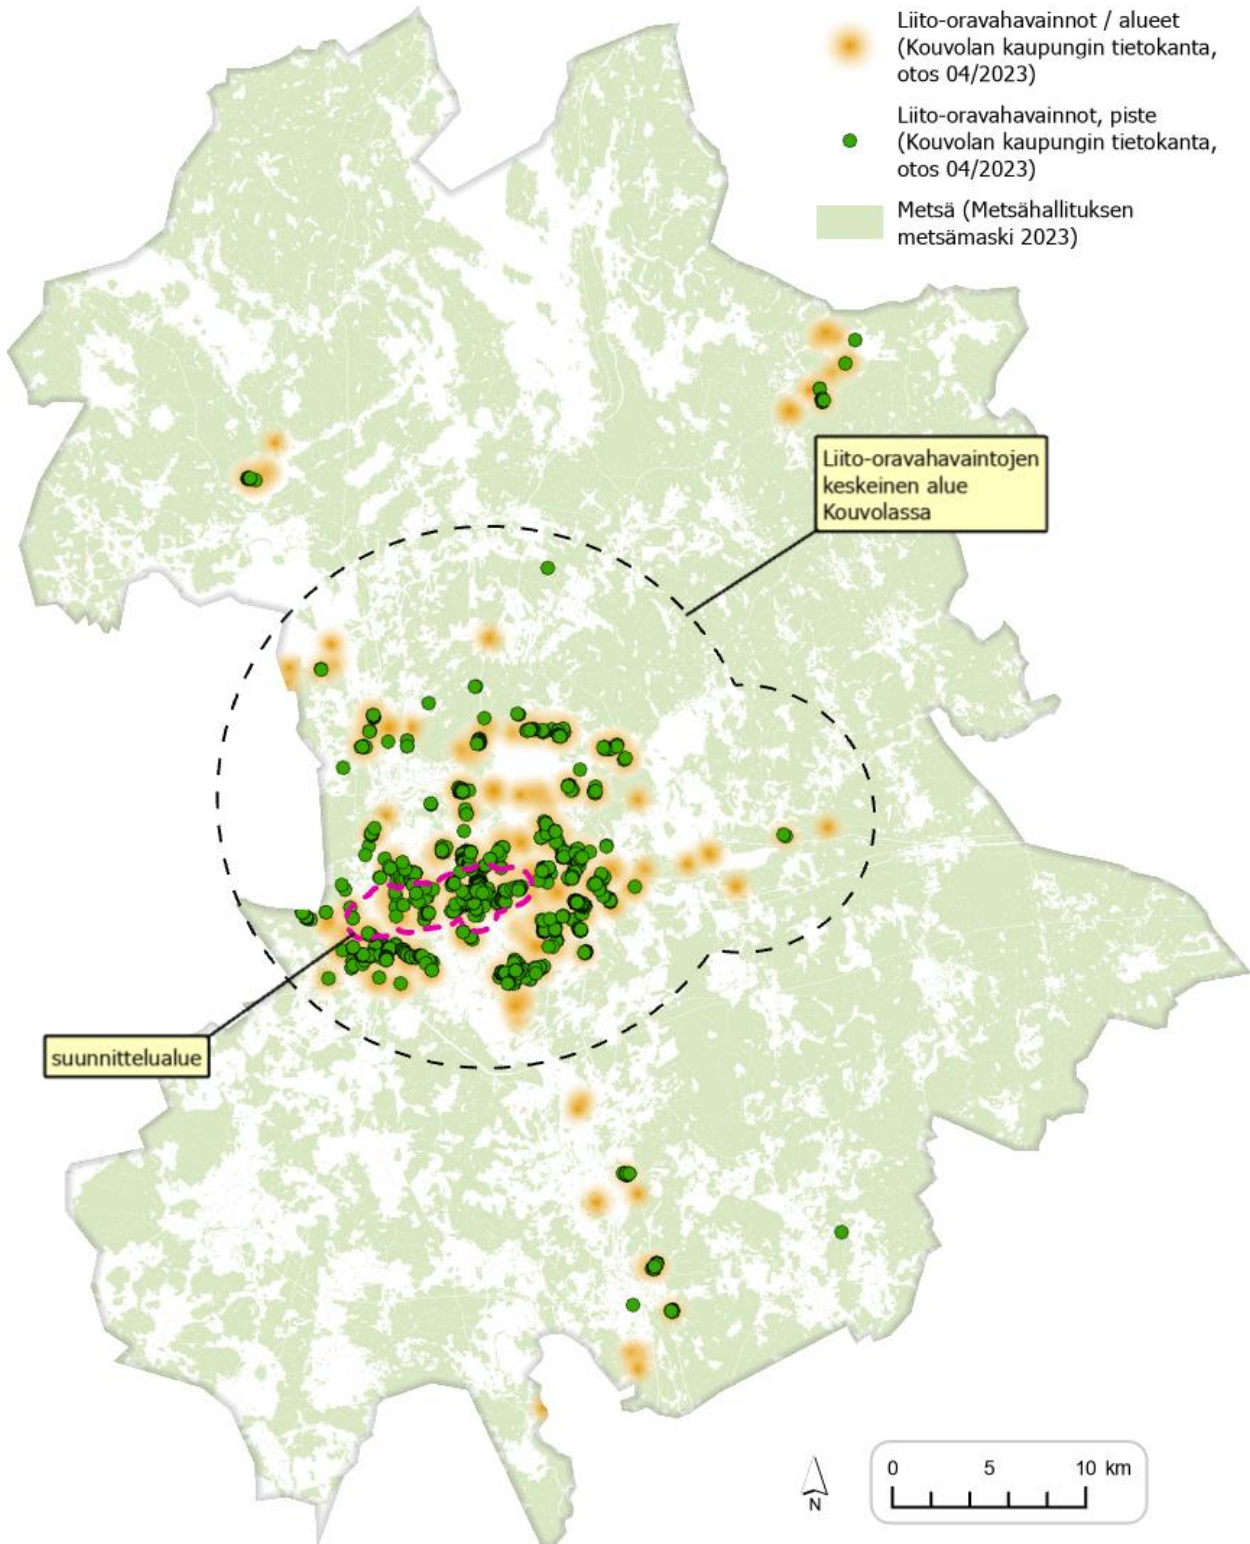 Liito-oravahavainnot / alueet
(Kouvolan kaupungin tietokanta,
otos 04/2023)
Liito-oravahavainnot, piste
(Kouvolan kaupungin tietokanta,
otos 04/2023)
Metsä (Metsähallituksen
metsämaski 2023)
Liito-oravahavaintojen
keskeinen alue
Kouvolassa
suunnittelualue
N
0 5 10 km